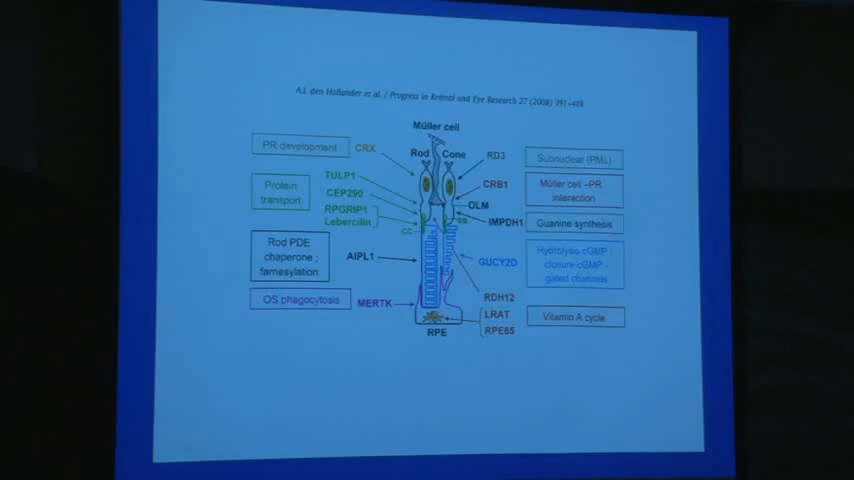 A.I. den Hollander et al. / Progress in Retinal and Eye Research 27 (2008) 391–419
Müller cell
PR development
CRX
Rod
Cone
RD3
Subnuclear (PML)
Protein
transport
TULP1
CEP290
RPGRIP1
Lebercilin
CC
CRB1
OLM
BB
IMPDH1
Müller cell –PR
interaction
Guanine synthesis
Rod PDE
chaperone ;
farnesylation
AIPL1
GUCY2D
Hydrolysis cGMP ;
closure cGMP -
gated channels
OS phagocytosis
MERTK
RDH12
LRAT
RPE65
Vitamin A cycle
RPE